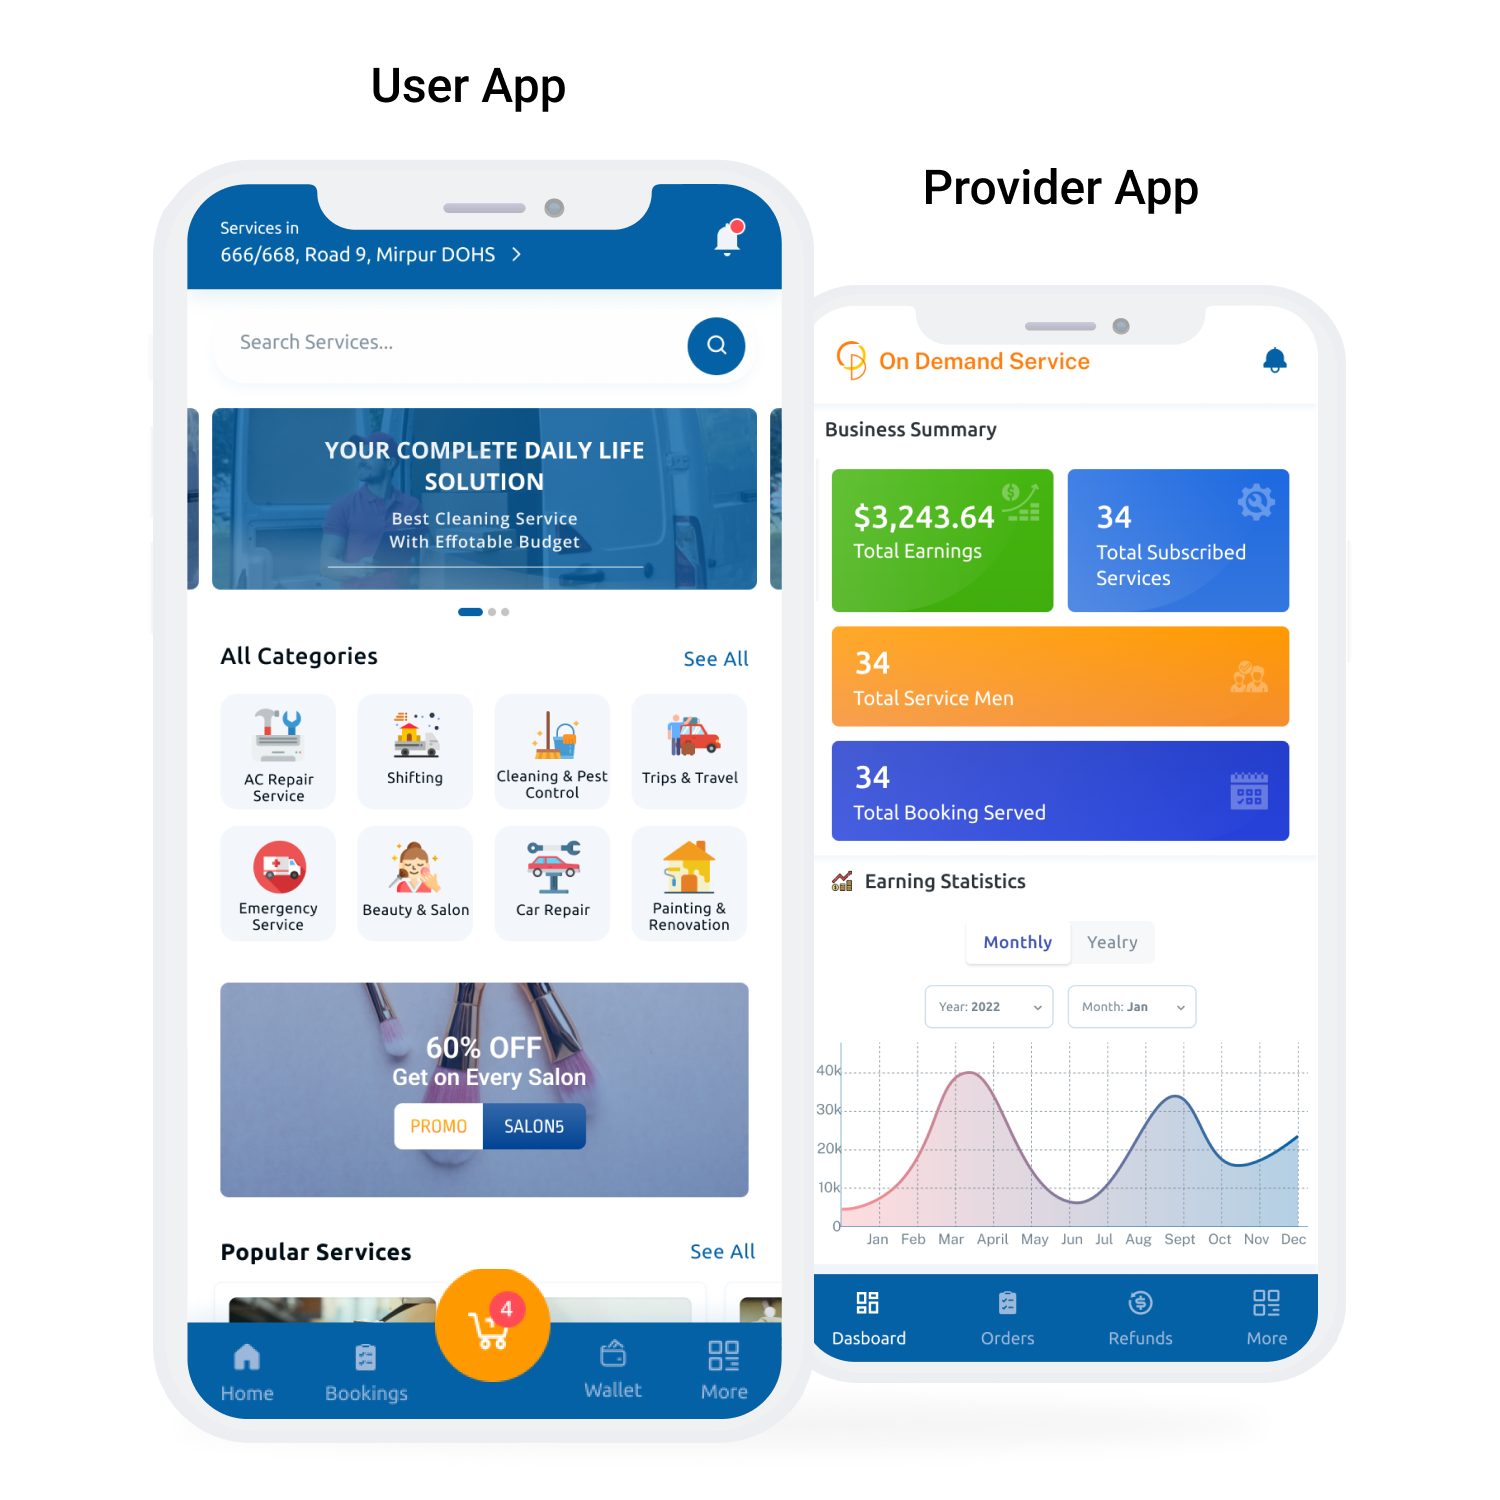 User App
Services in
666/668, Road 9, Mirpur DOHS
Search Services...
YOUR COMPLETE DAILY LIFE
SOLUTION
Best Cleaning Service
With Effotable Budget
All Categories
See All
AC Repair
Service
Shifting
Cleaning & Pest
Control
Trips & Travel
Emergency
Service
Beauty & Salon
Car Repair
Painting &
Renovation
60% OFF
Get on Every Salon
PROMO
SALON5
Popular Services
See All
4
Home
Bookings
Wallet
More
Provider App
On Demand Service
Business Summary
$3,243.64
Total Earnings
34
Total Subscribed
Services
34
Total Service Men
34
Total Booking Served
Earning Statistics
Monthly
Yealry
Year: 2022
Month: Jan
40k
30k
20k
10k
0
Jan Feb Mar April May Jun Jul Aug Sept Oct Nov Dec
Dasboard
Orders
Refunds
More